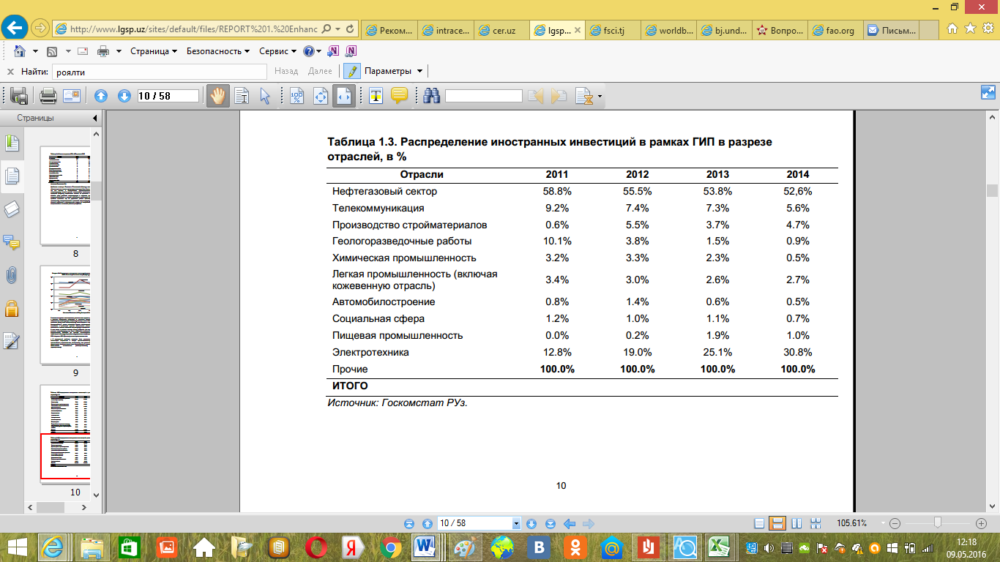 http://www.lgsp.uz/sites/default/files/REPORT%201.%20Enhanc
Реком...
intrace...
cer.uz
lgsp...
fsci.tj
worldb...
bj.und...
Вопро...
fao.org
Письм...
Страница Безопасность Сервис
Найти: роялти Назад Далее Параметры
10 / 58
Страницы
8
9
10
Таблица 1.3. Распределение иностранных инвестиций в рамках ГИП в разрезе
отраслей, в %
Отрасли 2011 2012 2013 2014
Нефтегазовый сектор 58.8% 55.5% 53.8% 52,6%
Телекоммуникация 9.2% 7.4% 7.3% 5.6%
Производство стройматериалов 0.6% 5.5% 3.7% 4.7%
Геологоразведочные работы 10.1% 3.8% 1.5% 0.9%
Химическая промышленность 3.2% 3.3% 2.3% 0.5%
Легкая промышленность (включая
кожевенную отрасль) 3.4% 3.0% 2.6% 2.7%
Автомобилостроение 0.8% 1.4% 0.6% 0.5%
Социальная сфера 1.2% 1.0% 1.1% 0.7%
Пищевая промышленность 0.0% 0.2% 1.9% 1.0%
Электротехника 12.8% 19.0% 25.1% 30.8%
Прочие 100.0% 100.0% 100.0% 100.0%
ИТОГО
Источник: Госкомстат РУз.
10
10 / 58
105.61%
12:18
09.05.2016